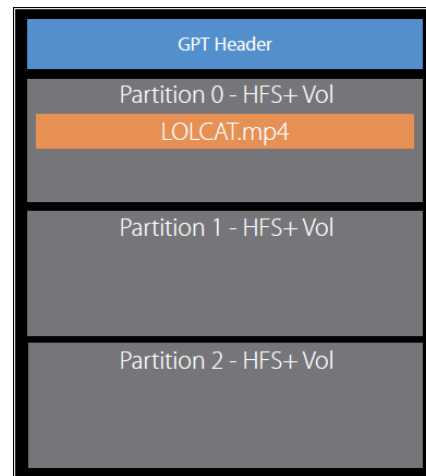 GPT Header
Partition 0 - HFS+ Vol
LOLCAT.mp4
Partition 1 - HFS+ Vol
Partition 2 - HFS+ Vol